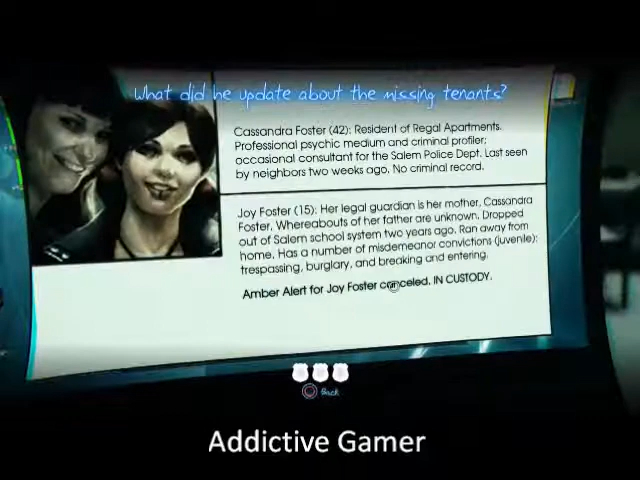 What did he update about the missing tenants?
Cassandra Foster (42): Resident of Regal Apartments.
Professional psychic medium and criminal profiler;
occasional consultant for the Salem Police Dept. Last seen
by neighbors two weeks ago. No criminal record.
Joy Foster (15): Her legal guardian is her mother, Cassandra
Foster. Whereabouts of her father are unknown. Dropped
out of Salem school system two years ago. Ran away from
home. Has a number of misdemeanor convictions (juvenile):
trespassing, burglary, and breaking and entering.
Amber Alert for Joy Foster canceled. IN CUSTODY.
Back
Addictive Gamer